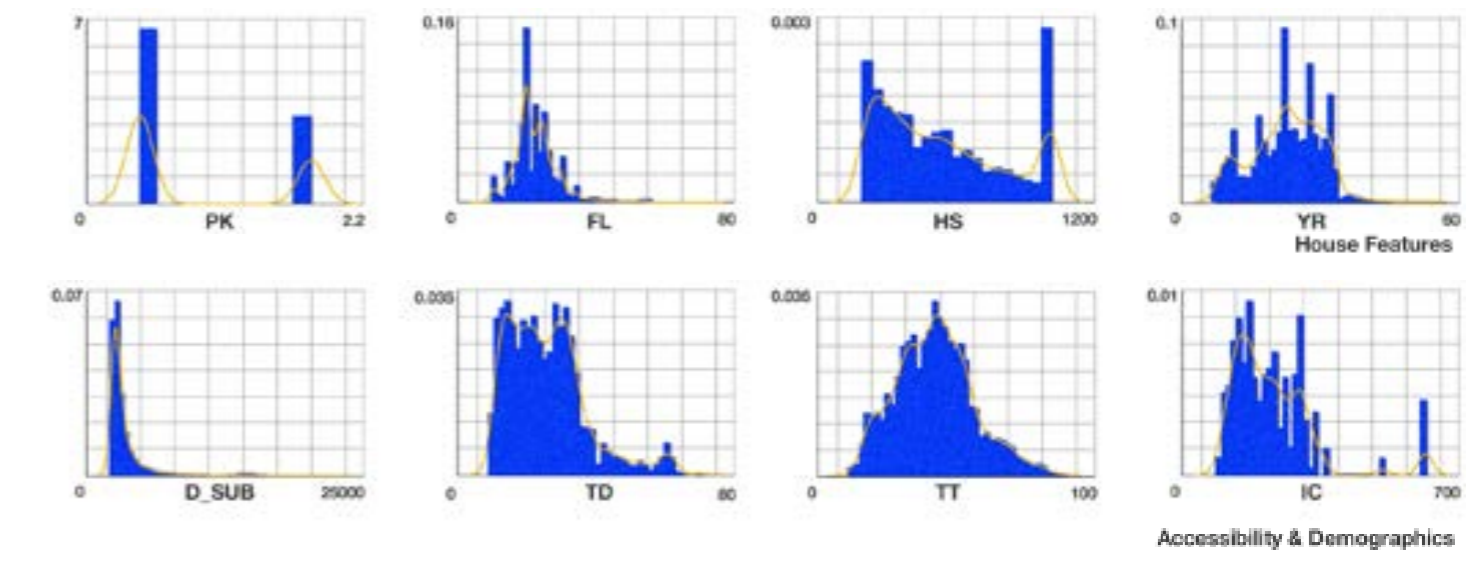 7 0.16 0.003 0.1
0 PK 2.2 0 FL 80 0 HS 1200 0 YR 60
House Features
0.07 0.035 0.035 0.01
0 D_SUB 25000 0 TD 80 0 TT 100 0 IC 700
Accessibility & Demographics